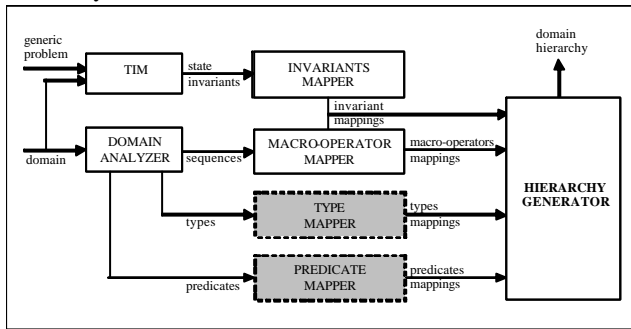 domain
hierarchy
generic
problem
TIM
state
invariants
INVARIANTS
MAPPER
invariant
mappings
domain
DOMAIN
ANALYZER
sequences
MACRO-OPERATOR
MAPPER
macro-operators
mappings
HIERARCHY
GENERATOR
types
TYPE
MAPPER
types
mappings
predicates
PREDICATE
MAPPER
predicates
mappings